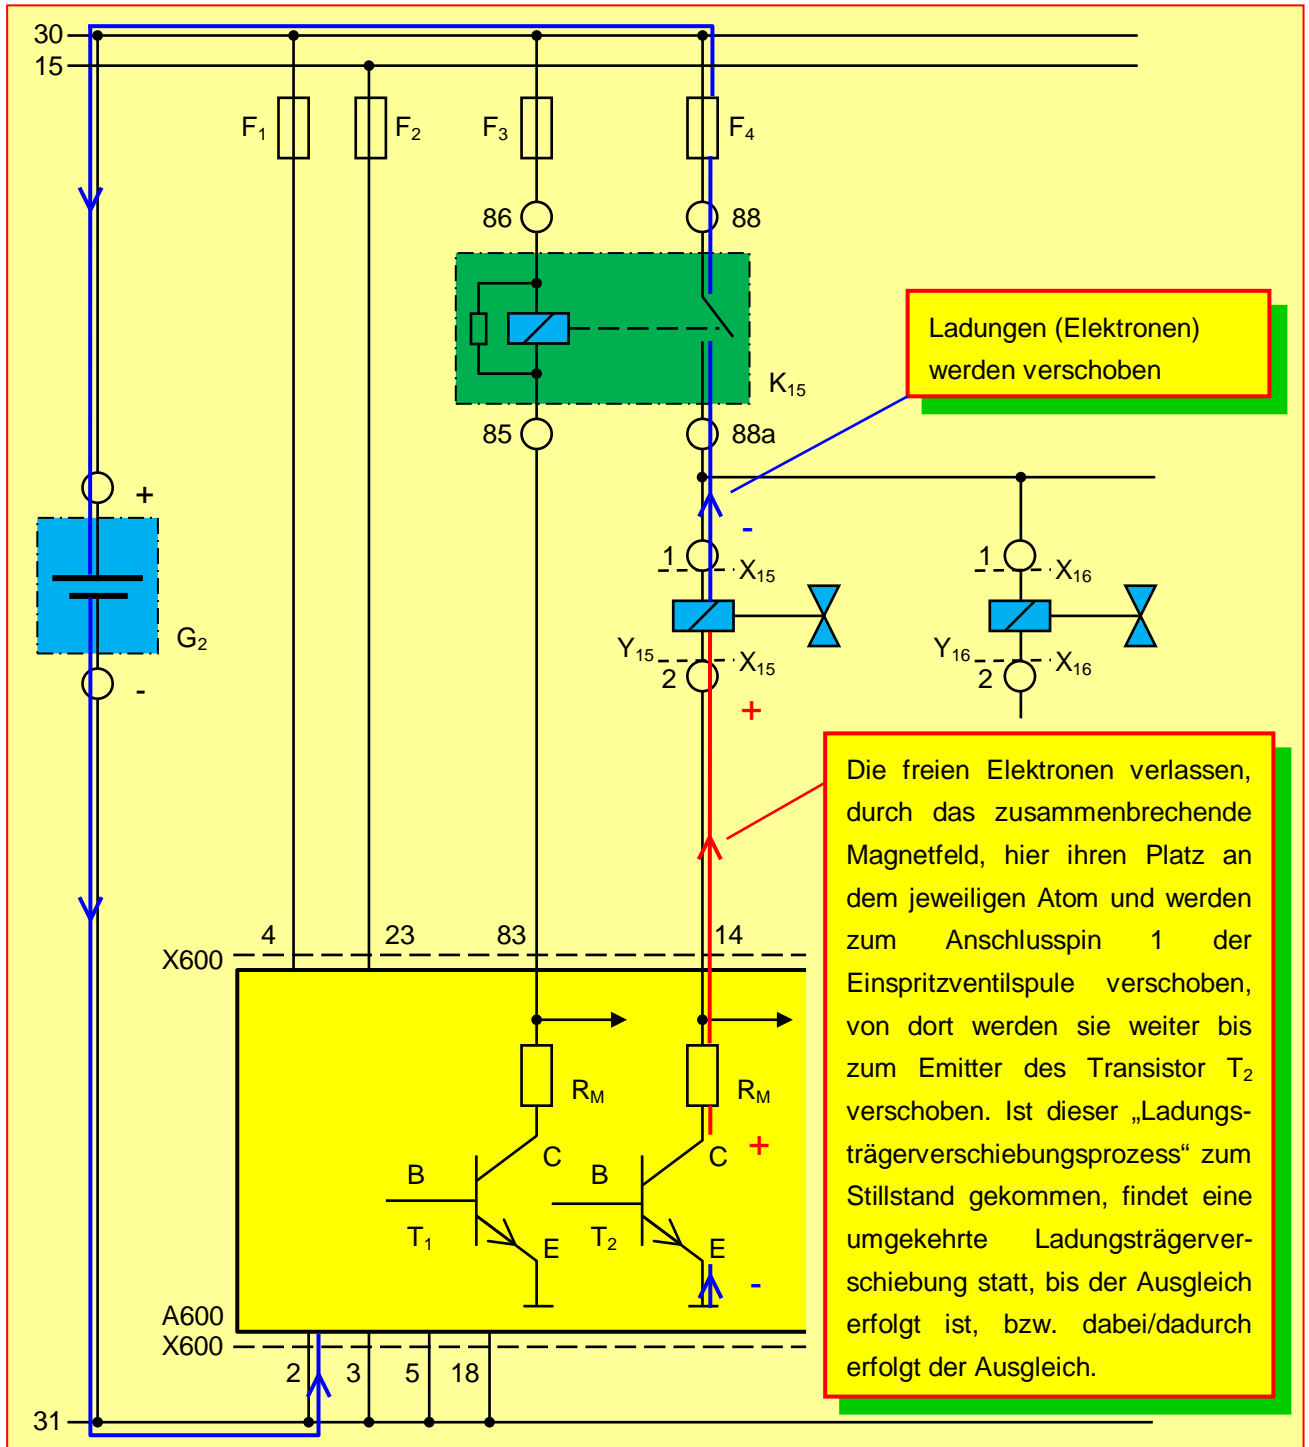 30
15
F1
F2
F3
F4
86
88
Ladungen (Elektronen)
werden verschoben
K15
85
88a
+
-
1
X15
1
X16
G2
Y15
X15
Y16
X16
2
2
-
+
Die freien Elektronen verlassen,
durch das zusammenbrechende
Magnetfeld, hier ihren Platz an
dem jeweiligen Atom und werden
zum Anschlusspin 1 der
Einspritzventilspule verschoben,
von dort werden sie weiter bis
zum Emitter des Transistor T2
verschoben. Ist dieser „Ladungs-
trägerverschiebungsprozess“ zum
Stillstand gekommen, findet eine
umgekehrte Ladungsträgerver-
schiebung statt, bis der Ausgleich
erfolgt ist, bzw. dabei/dadurch
erfolgt der Ausgleich.
4
23
83
14
X600
RM
RM
+
B
C
B
C
T1
E
T2
E
-
A600
X600
2
3
5
18
31